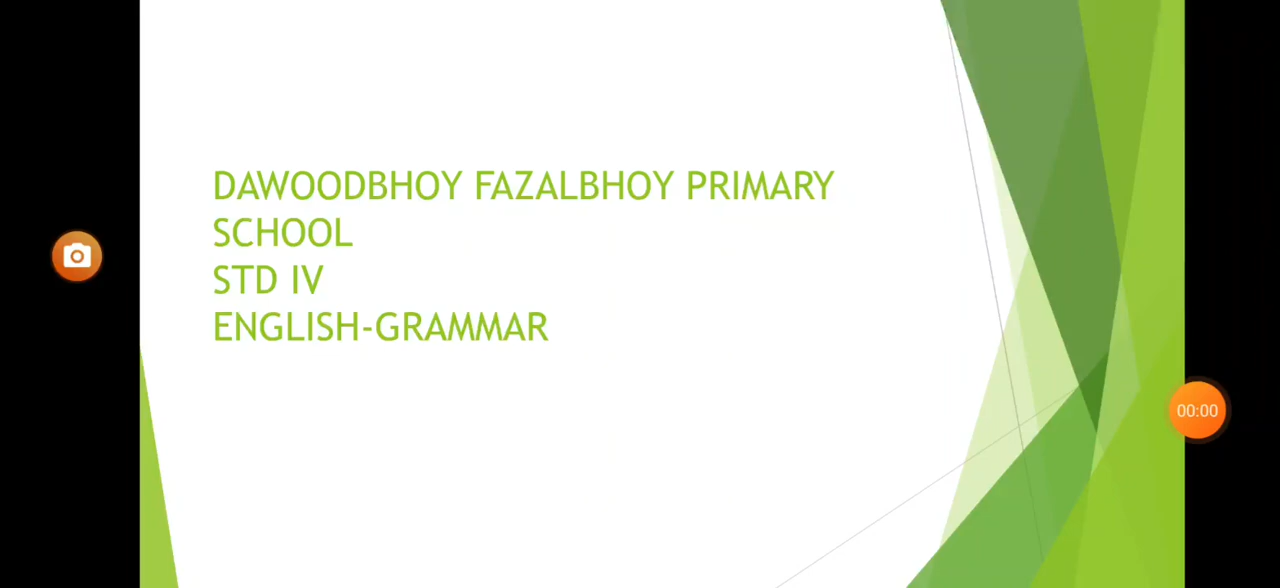 DAWOODBHOY FAZALBHOY PRIMARY
SCHOOL
STD IV
ENGLISH-GRAMMAR
00:00